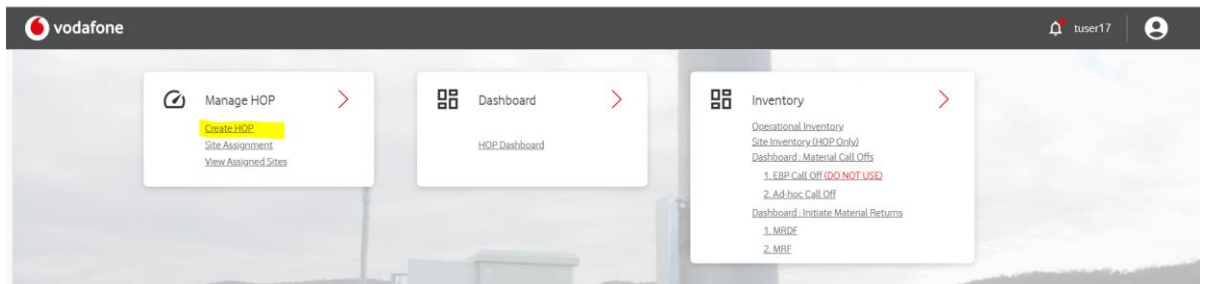 vodafone
tuser17
Manage HOP
Create HOP
Site Assignment
View Assigned Sites
Dashboard
HOP Dashboard
Inventory
Operational Inventory
Site Inventory (HOP Only)
Dashboard : Material Call Offs
1. EBP Call Off (DO NOT USE)
2. Ad-hoc Call Off
Dashboard : Initiate Material Returns
1. MRDF
2. MRF